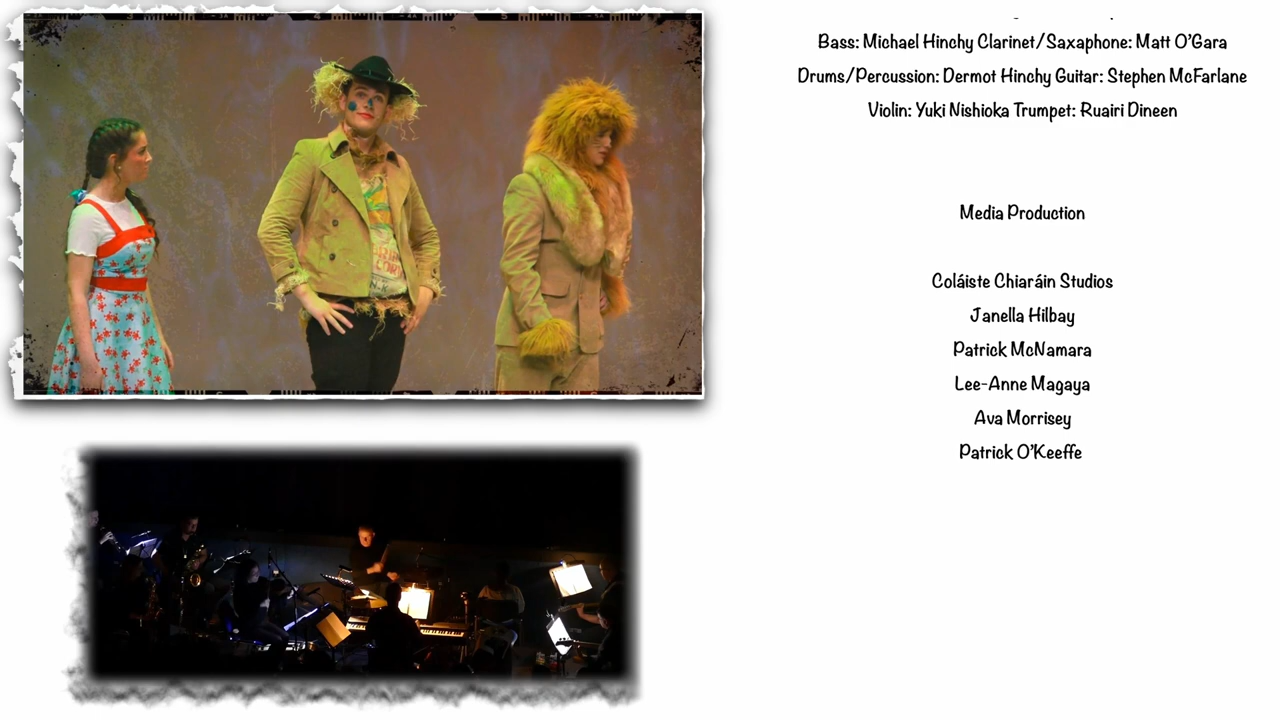 Bass: Michael Hinchy Clarinet/Saxaphone: Matt O'Gara
Drums/Percussion: Dermot Hinchy Guitar: Stephen McFarlane
Violin: Yuki Nishioka Trumpet: Ruairi Dineen
Media Production
Coláiste Chiaráin Studios
Janella Hilbay
Patrick McNamara
Lee-Anne Magaya
Ava Morrisey
Patrick O'Keeffe